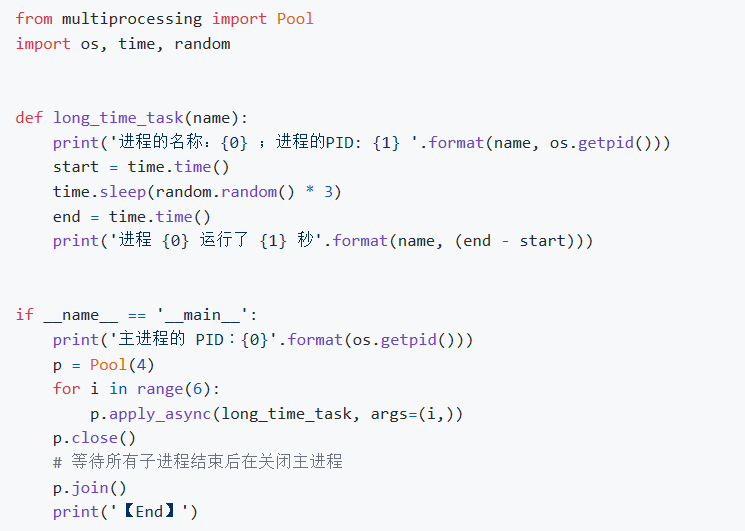 from multiprocessing import Pool
import os, time, random
def long_time_task(name):
    print('进程的名称：{0} ；进程的PID: {1} '.format(name, os.getpid()))
    start = time.time()
    time.sleep(random.random() * 3)
    end = time.time()
    print('进程 {0} 运行了 {1} 秒'.format(name, (end - start)))
if __name__ == '__main__':
    print('主进程的 PID：{0}'.format(os.getpid()))
    p = Pool(4)
    for i in range(6):
        p.apply_async(long_time_task, args=(i,))
    p.close()
    # 等待所有子进程结束后在关闭主进程
    p.join()
    print('【End】')